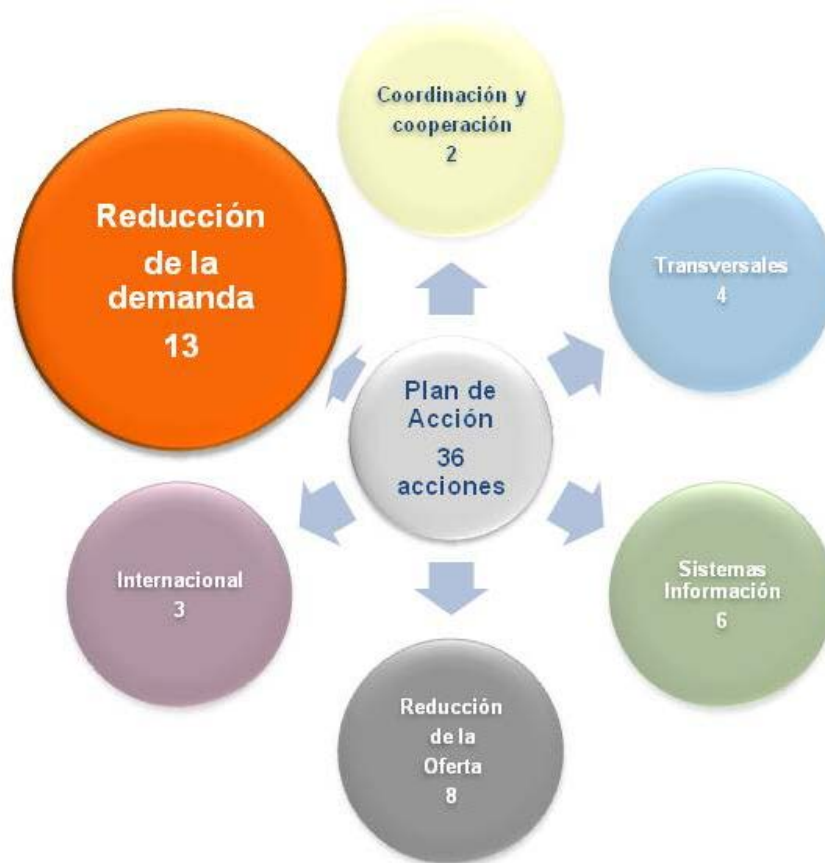 Coordinación y
cooperación
2
Reducción
de la
demanda
13
Transversales
4
Plan de
Acción
36
acciones
Internacional
3
Sistemas
Información
6
Reducción
de la
Oferta
8